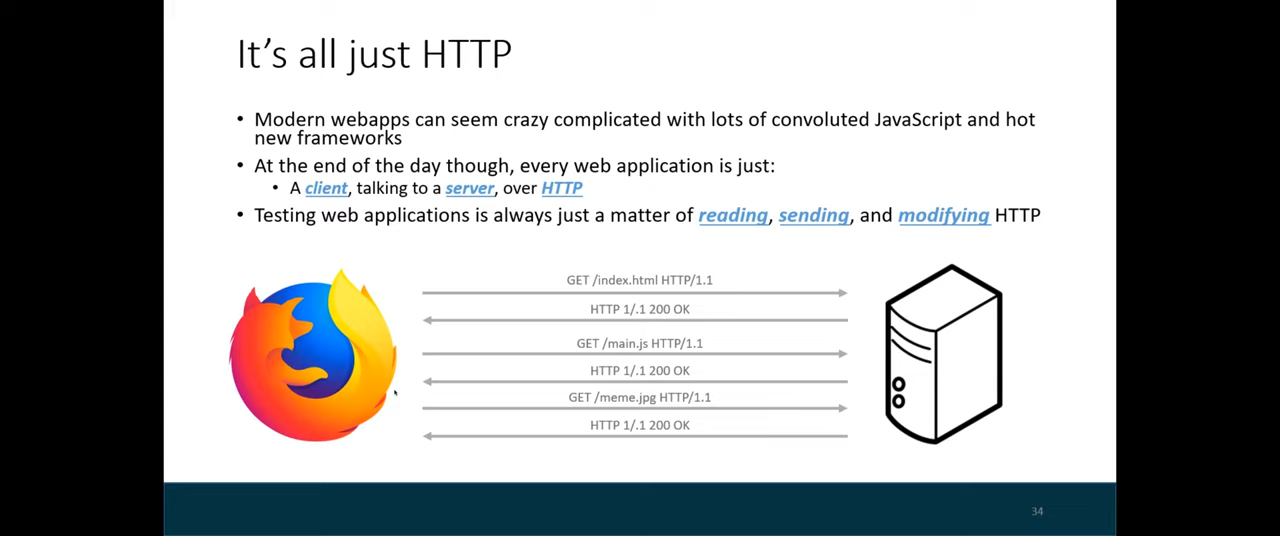 It's all just HTTP
• Modern webapps can seem crazy complicated with lots of convoluted JavaScript and hot
new frameworks
• At the end of the day though, every web application is just:
• A client, talking to a server, over HTTP
• Testing web applications is always just a matter of reading, sending, and modifying HTTP
GET /index.html HTTP/1.1
HTTP 1/.1 200 OK
GET /main.js HTTP/1.1
HTTP 1/.1 200 OK
GET /meme.jpg HTTP/1.1
HTTP 1/.1 200 OK
34